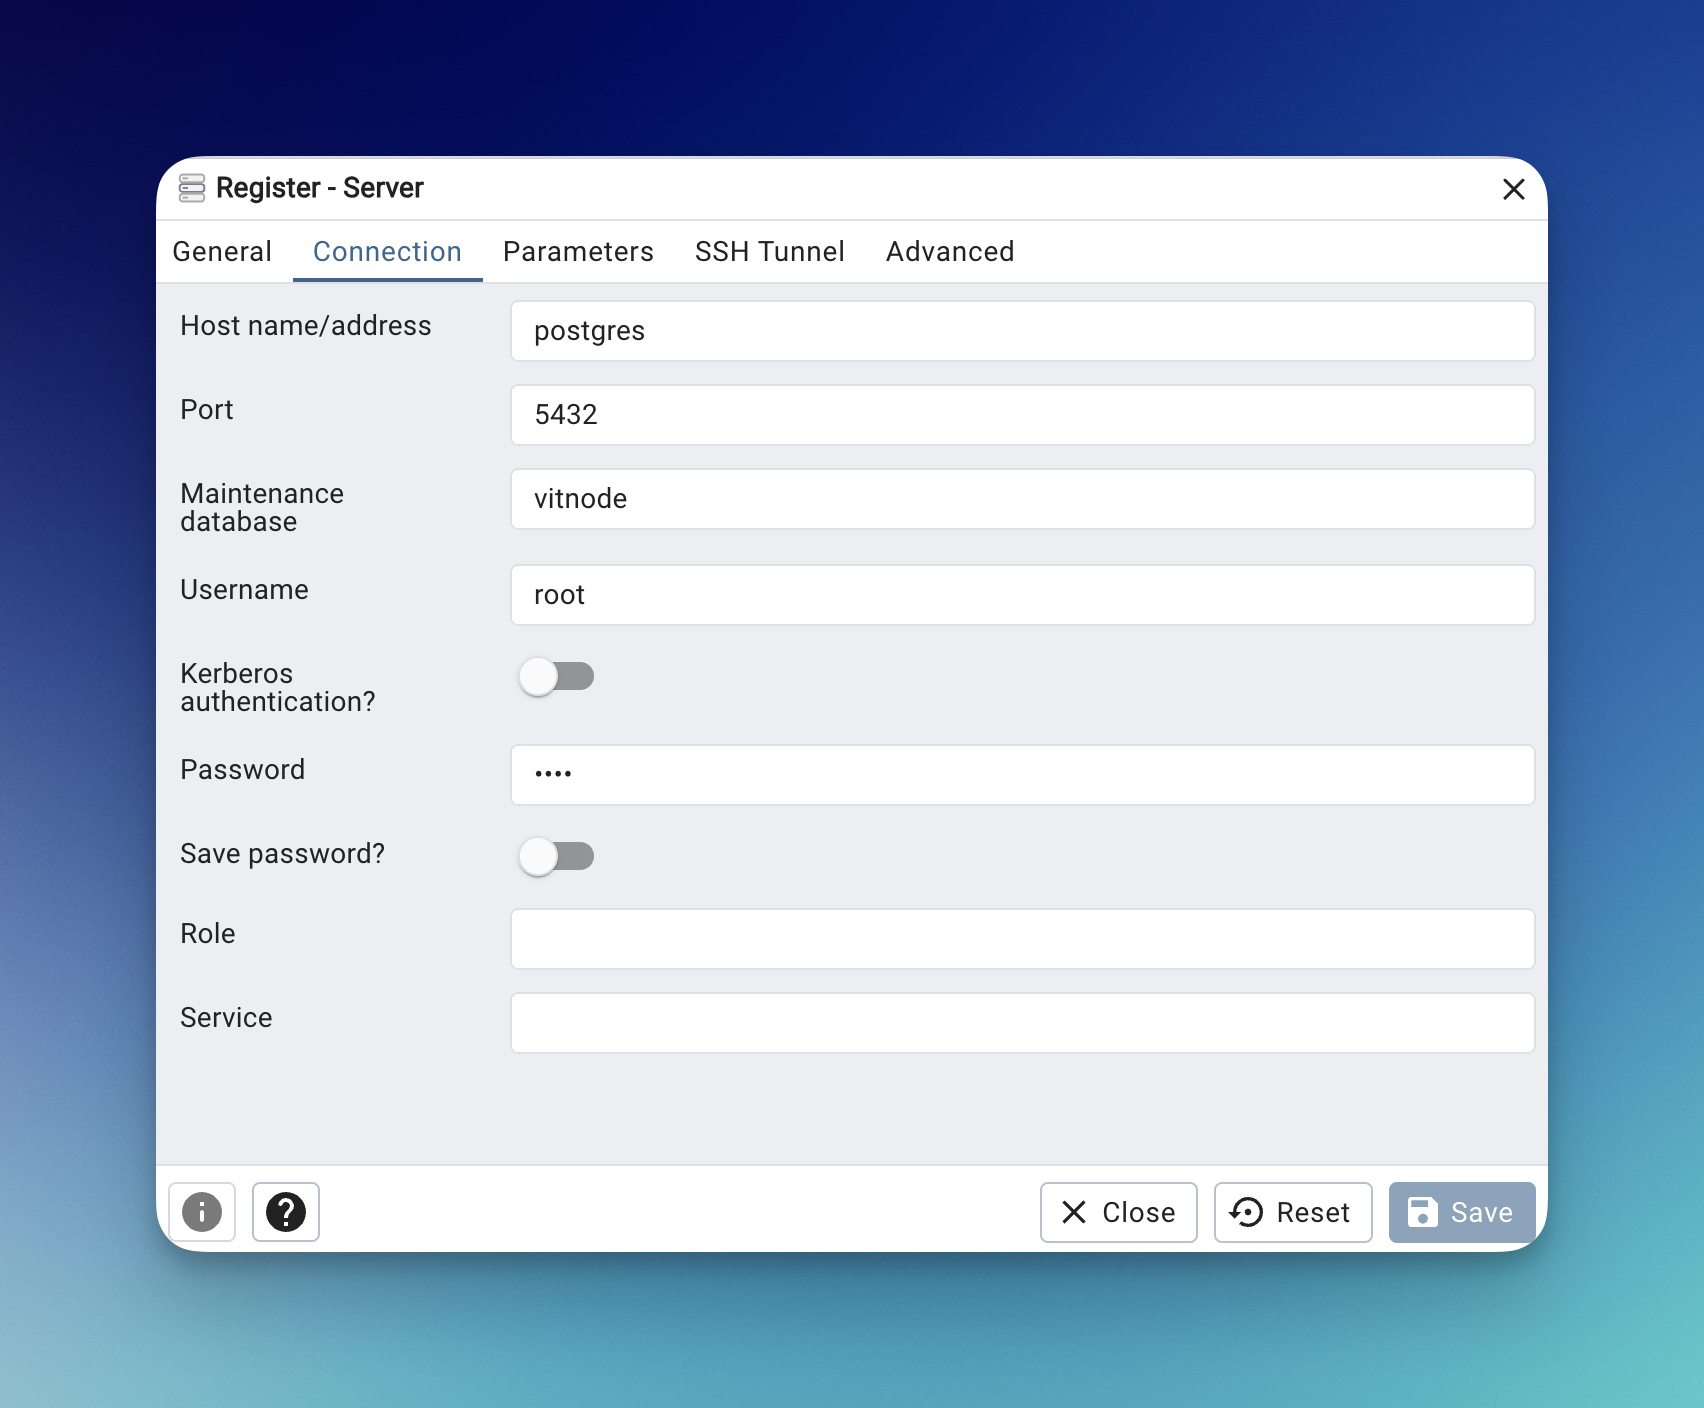 Register - Server
General Connection Parameters SSH Tunnel Advanced
Host name/address postgres
Port 5432
Maintenance
database vitnode
Username root
Kerberos
authentication?
Password ••••
Save password?
Role
Service
Close Reset Save